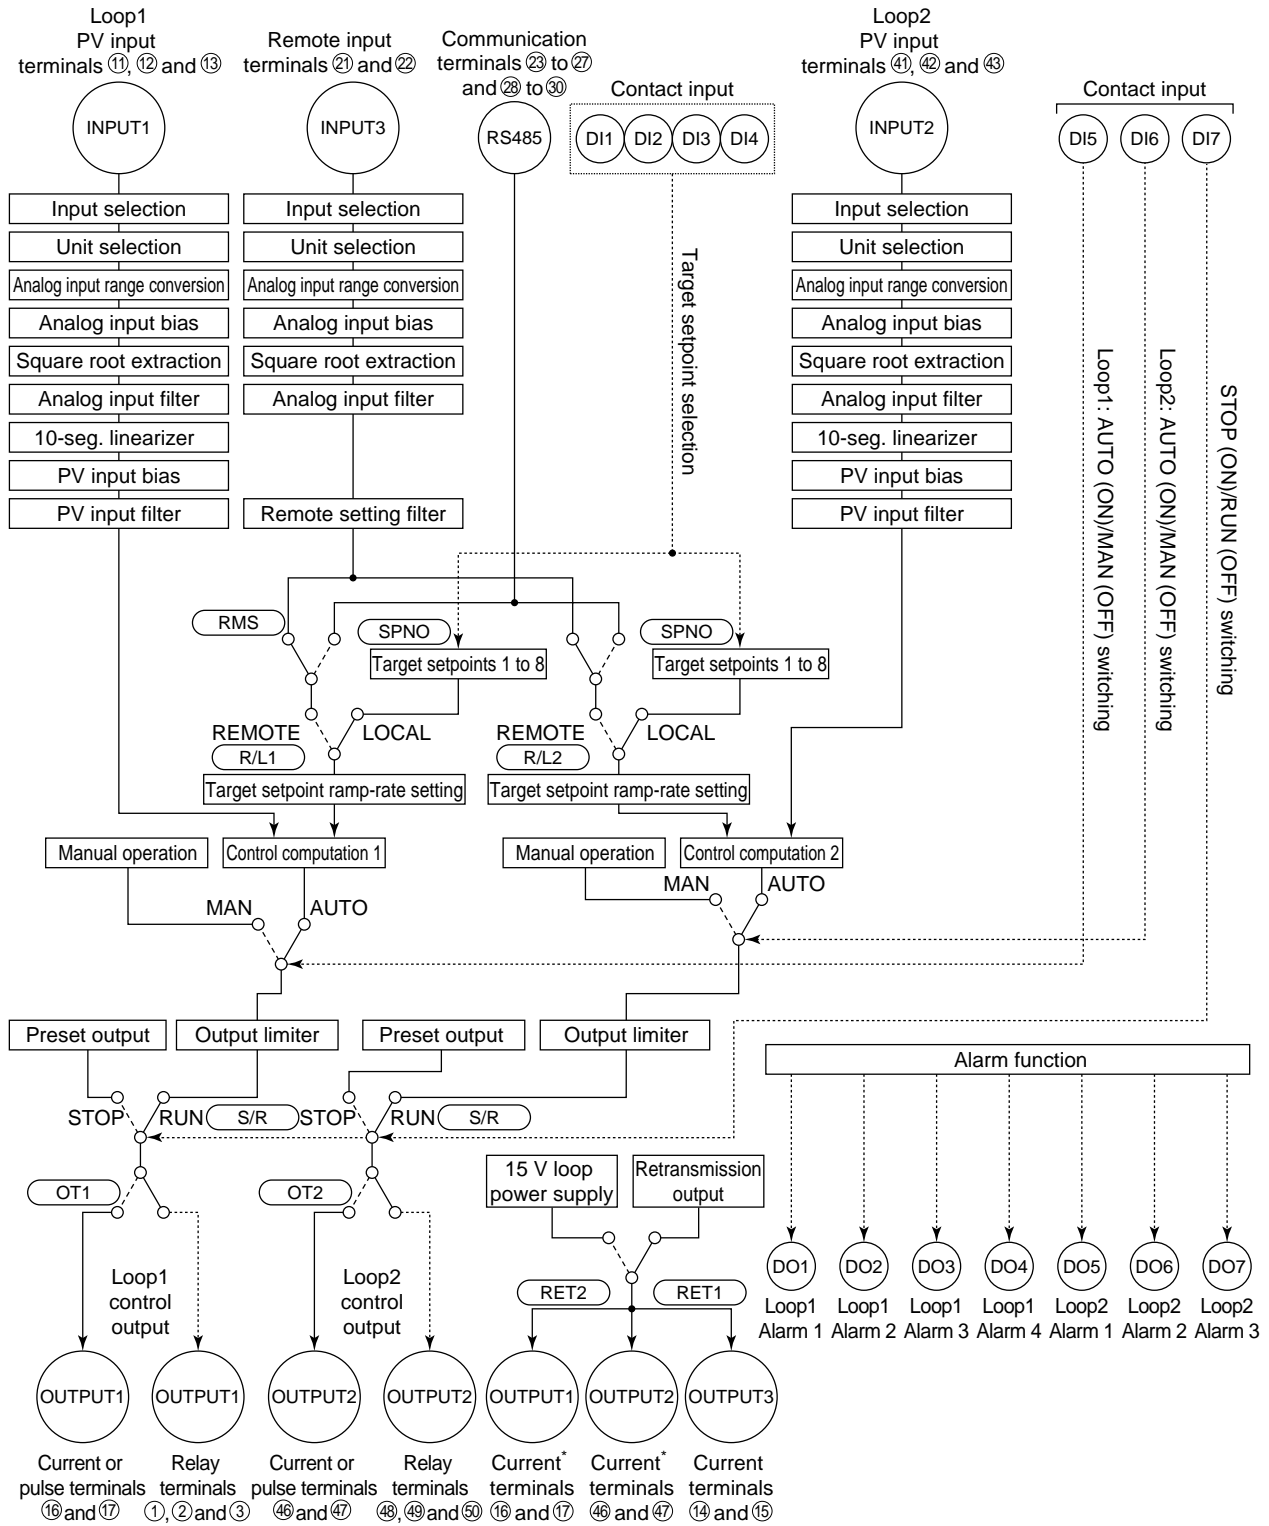 Loop1
PV input
terminals ⑪, ⑫ and ⑬
Remote input
terminals ㉑ and ㉒
Communication
terminals ㉓ to ㉗
and ㉘ to ㉚
Contact input
Loop2
PV input
terminals ㊶, ㊷ and ㊸
Contact input
INPUT1
INPUT3
RS485
DI1 DI2 DI3 DI4
INPUT2
DI5 DI6 DI7
Input selection
Unit selection
Analog input range conversion
Analog input bias
Square root extraction
Analog input filter
10-seg. linearizer
PV input bias
PV input filter
Input selection
Unit selection
Analog input range conversion
Analog input bias
Square root extraction
Analog input filter
Remote setting filter
Target setpoint selection
Input selection
Unit selection
Analog input range conversion
Analog input bias
Square root extraction
Analog input filter
10-seg. linearizer
PV input bias
PV input filter
Loop1: AUTO (ON)/MAN (OFF) switching
Loop2: AUTO (ON)/MAN (OFF) switching
STOP (ON)/RUN (OFF) switching
RMS
SPNO
SPNO
Target setpoints 1 to 8
Target setpoints 1 to 8
REMOTE
LOCAL
REMOTE
LOCAL
R/L1
R/L2
Target setpoint ramp-rate setting
Target setpoint ramp-rate setting
Manual operation
Control computation 1
Manual operation
Control computation 2
MAN
AUTO
MAN
AUTO
Preset output
Output limiter
Preset output
Output limiter
Alarm function
STOP
RUN
S/R
STOP
RUN
S/R
15 V loop
power supply
Retransmission
output
OT1
OT2
RET2
RET1
Loop1
control
output
Loop2
control
output
DO1 DO2 DO3 DO4 DO5 DO6 DO7
Loop1
Alarm 1
Loop1
Alarm 2
Loop1
Alarm 3
Loop1
Alarm 4
Loop2
Alarm 1
Loop2
Alarm 2
Loop2
Alarm 3
OUTPUT1
OUTPUT1
OUTPUT2
OUTPUT2
OUTPUT1
OUTPUT2
OUTPUT3
Current or
pulse terminals
⑯ and ⑰
Relay
terminals
①, ② and ③
Current or
pulse terminals
㊻ and ㊼
Relay
terminals
㊽, ㊾ and ㊿
Current*
terminals
⑯ and ⑰
Current*
terminals
㊻ and ㊼
Current
terminals
⑭ and ⑮